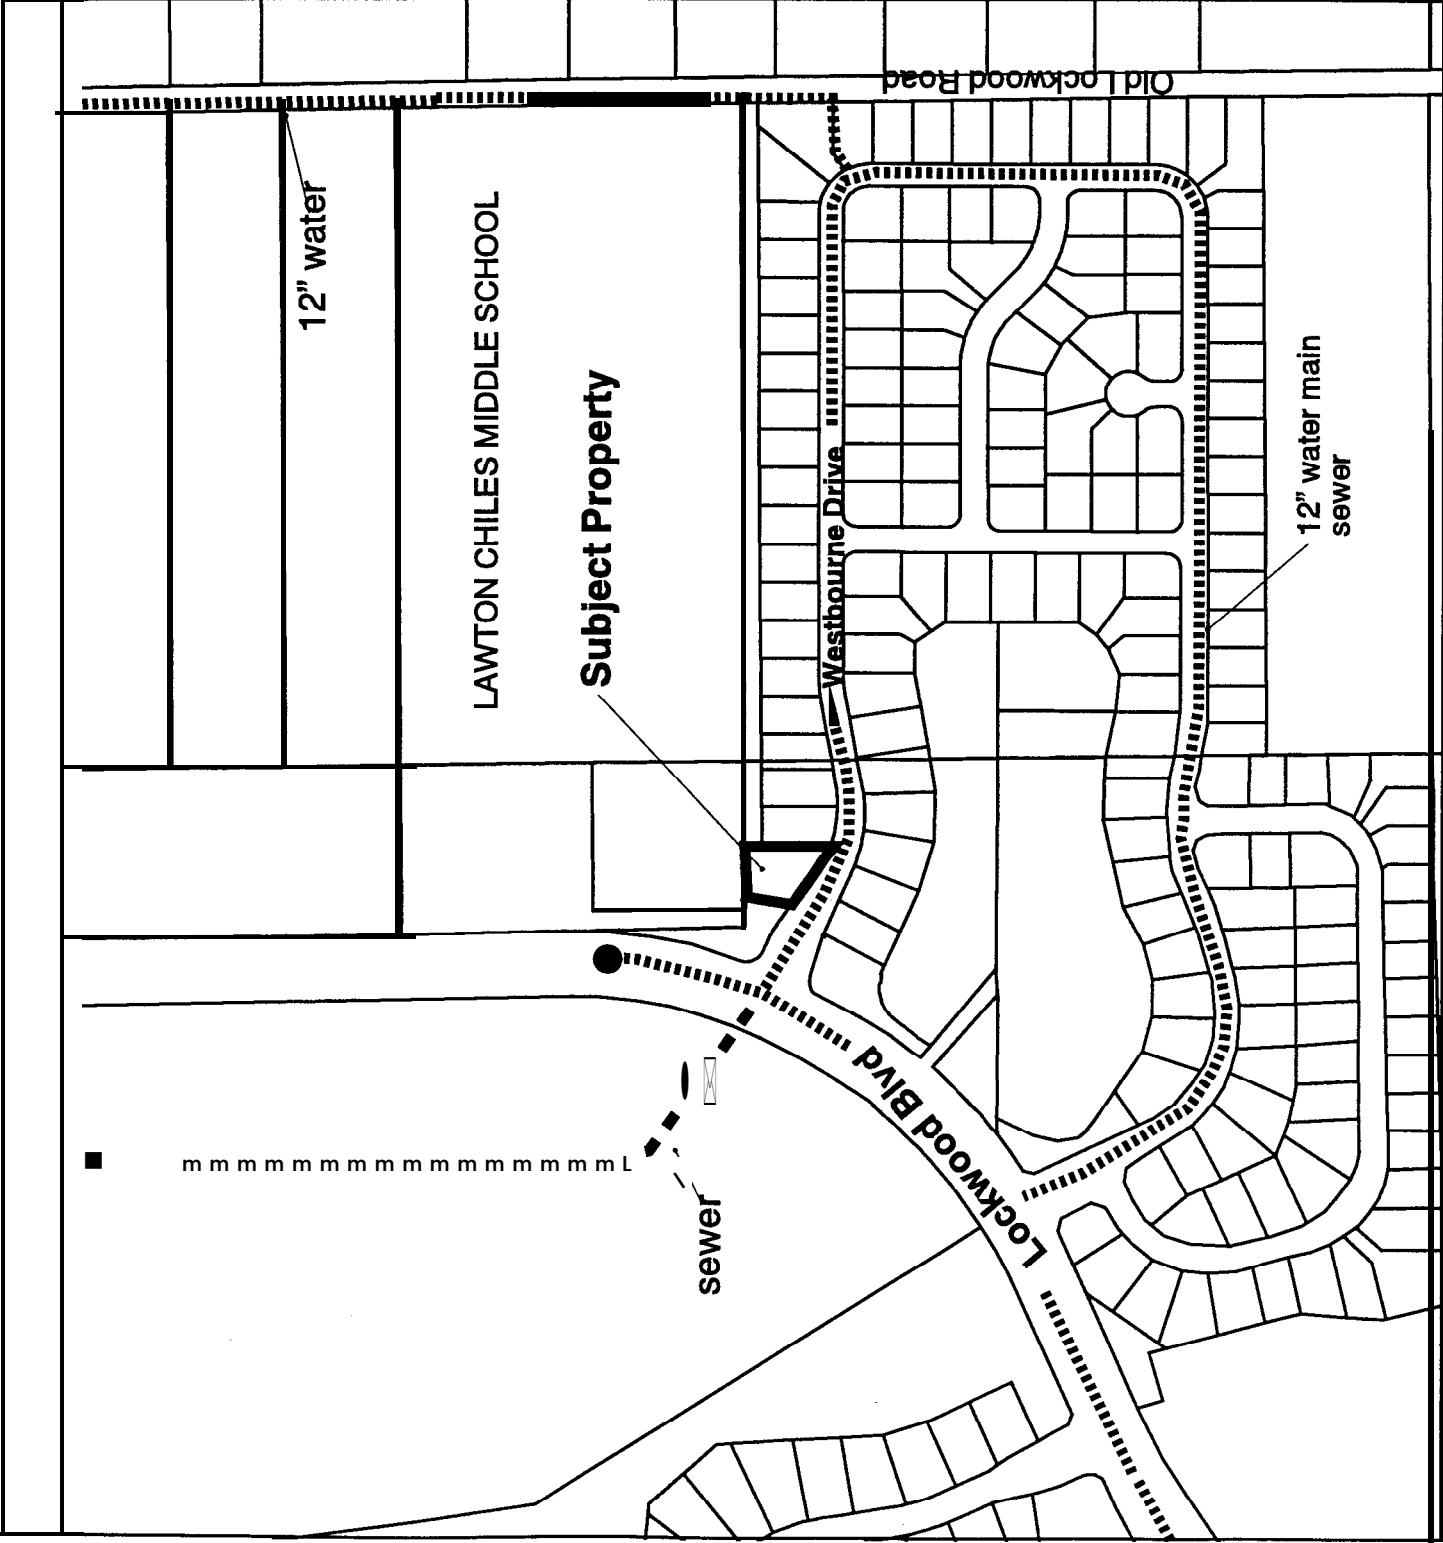 Old Lockwood Road
12” water
LAWTON CHILES MIDDLE SCHOOL
Subject Property
Westbourne Drive
12” water main
sewer
Lockwood Blvd
m m m m m m m m m m m m m m m m L
sewer